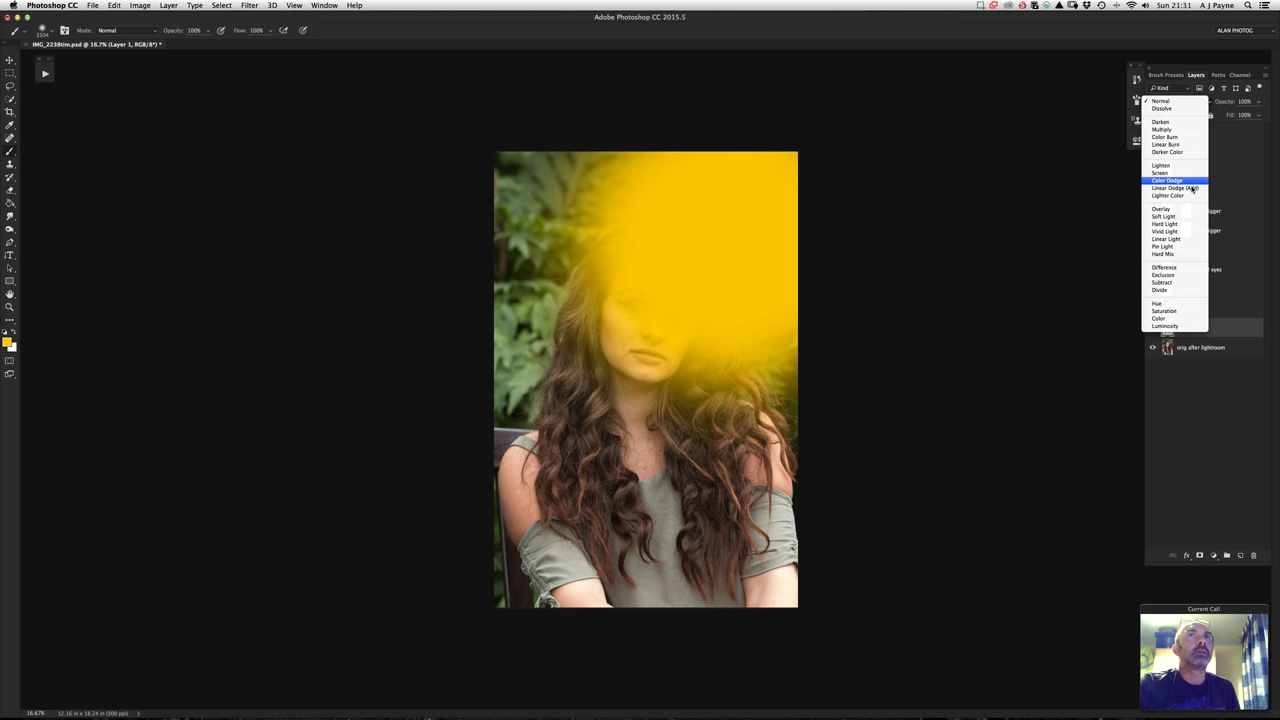 Photoshop CC File Edit Image Layer Type Select Filter 3D View Window Help Sun 21:31 A J Payne
Adobe Photoshop CC 2015.5
3304 Mode: Normal Opacity: 100% Flow: 100% ALAN PHOTOG
IMG_2238tim.psd @ 16.7% (Layer 1, RGB/8*) *
Brush Presets Layers Paths Channel
Kind
Normal Opacity: 100%
Dissolve
Fill: 100%
Darken
Multiply
Color Burn
Linear Burn
Darker Color
Lighten
Screen
Color Dodge
Linear Dodge (Add)
Lighter Color
Overlay
Soft Light
Hard Light
Vivid Light
Linear Light
Pin Light
Hard Mix
Difference
eyes
Exclusion
Subtract
Divide
Hue
Saturation
Color
Luminosity
orig after lightroom
fx
Current Call
16.67% 12.16 in x 18.24 in (300 ppi)